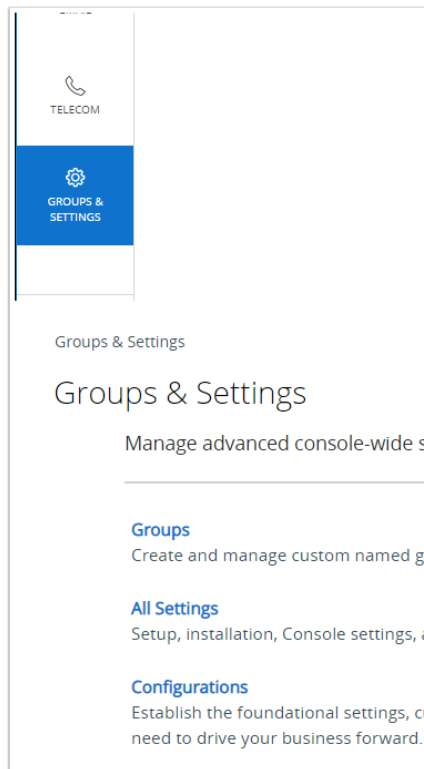 TELECOM
GROUPS &
SETTINGS
Groups & Settings
Groups & Settings
Manage advanced console-wide s
Groups
Create and manage custom named g
All Settings
Setup, installation, Console settings, a
Configurations
Establish the foundational settings, cu
need to drive your business forward.